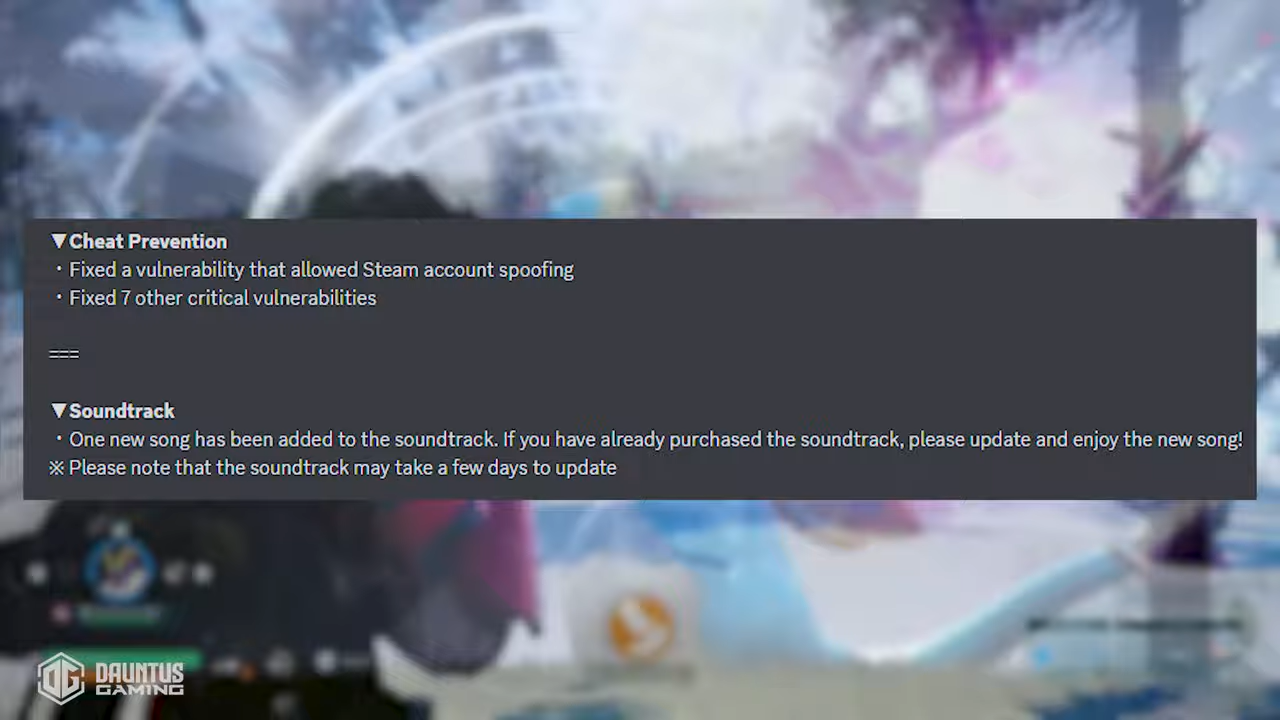 ▼Cheat Prevention
・Fixed a vulnerability that allowed Steam account spoofing
・Fixed 7 other critical vulnerabilities
===
▼Soundtrack
・One new song has been added to the soundtrack. If you have already purchased the soundtrack, please update and enjoy the new song!
※ Please note that the soundtrack may take a few days to update
DG DAUNTUS
GAMING